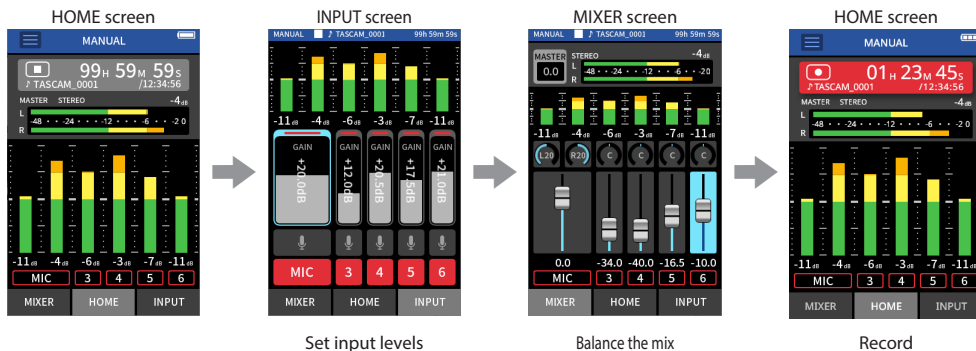 HOME screen
INPUT screen
MIXER screen
HOME screen
MANUAL
99H 59M 59s
♪ TASCAM_0001 /12:34:56
MASTER STEREO -4dB
L
-48 • • -24 • • • • -12 • -6 • • -2 0
R
-11dB -4dB -6dB -3dB -7dB -11dB
MIC 3 4 5 6
MIXER HOME INPUT
MANUAL ♪ TASCAM_0001 99h 59m 59s
-11dB -4dB -6dB -3dB -7dB -11dB
GAIN GAIN GAIN GAIN GAIN
+20.0dB +12.0dB +20.5dB +17.5dB +21.0dB
MIC 3 4 5 6
MIXER HOME INPUT
Set input levels
MANUAL ♪ TASCAM_0001 99h 59m 59s
MASTER STEREO -4dB
0.0 L
-48 • • -24 • • • • -12 • -6 • • -2 0
R
-11dB -4dB -6dB -3dB -7dB -11dB
L20 R20 C C C C
0.0 -34.0 -40.0 -16.5 -10.0
MIC 3 4 5 6
MIXER HOME INPUT
Balance the mix
MANUAL
01H 23M 45s
♪ TASCAM_0001 /12:34:56
MASTER STEREO -4dB
L
-48 • • -24 • • • • -12 • -6 • • -2 0
R
-11dB -4dB -6dB -3dB -7dB -11dB
MIC 3 4 5 6
MIXER HOME INPUT
Record